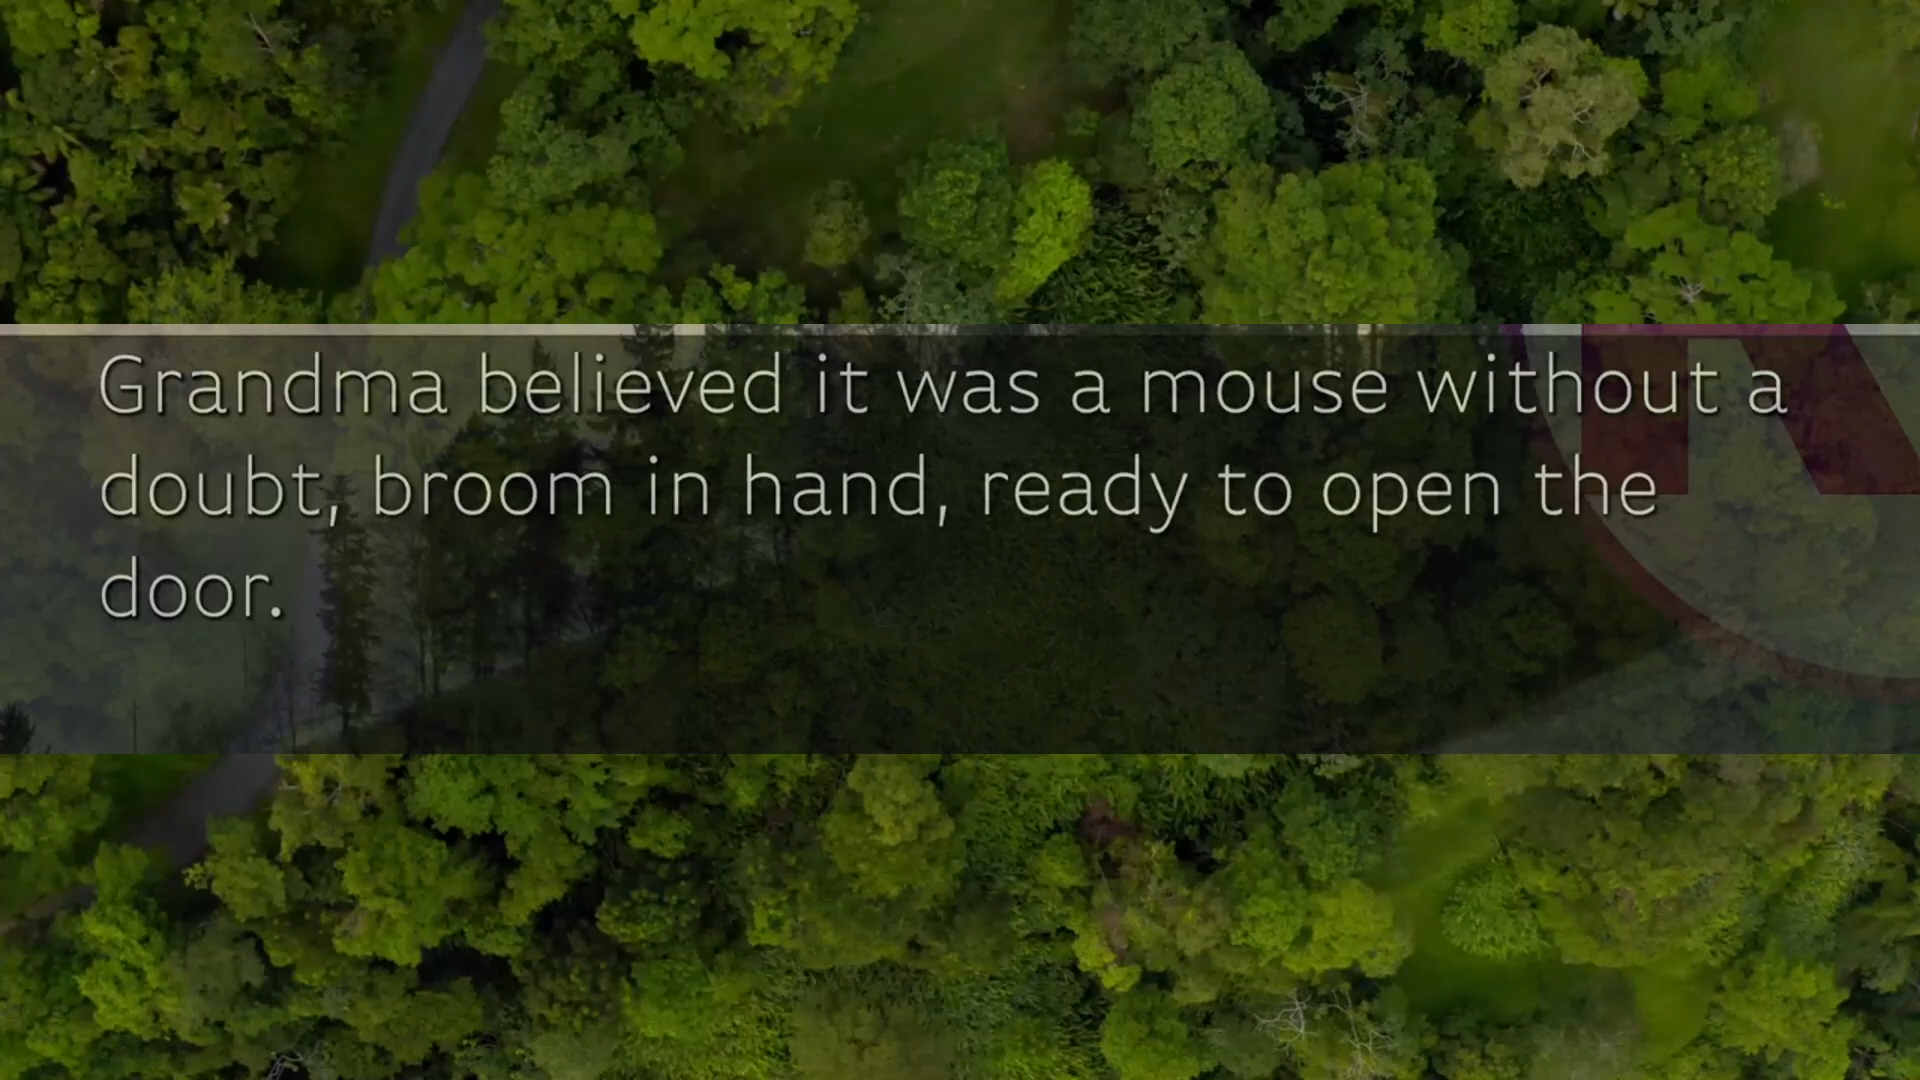 Grandma believed it was a mouse without a
doubt, broom in hand, ready to open the
door.